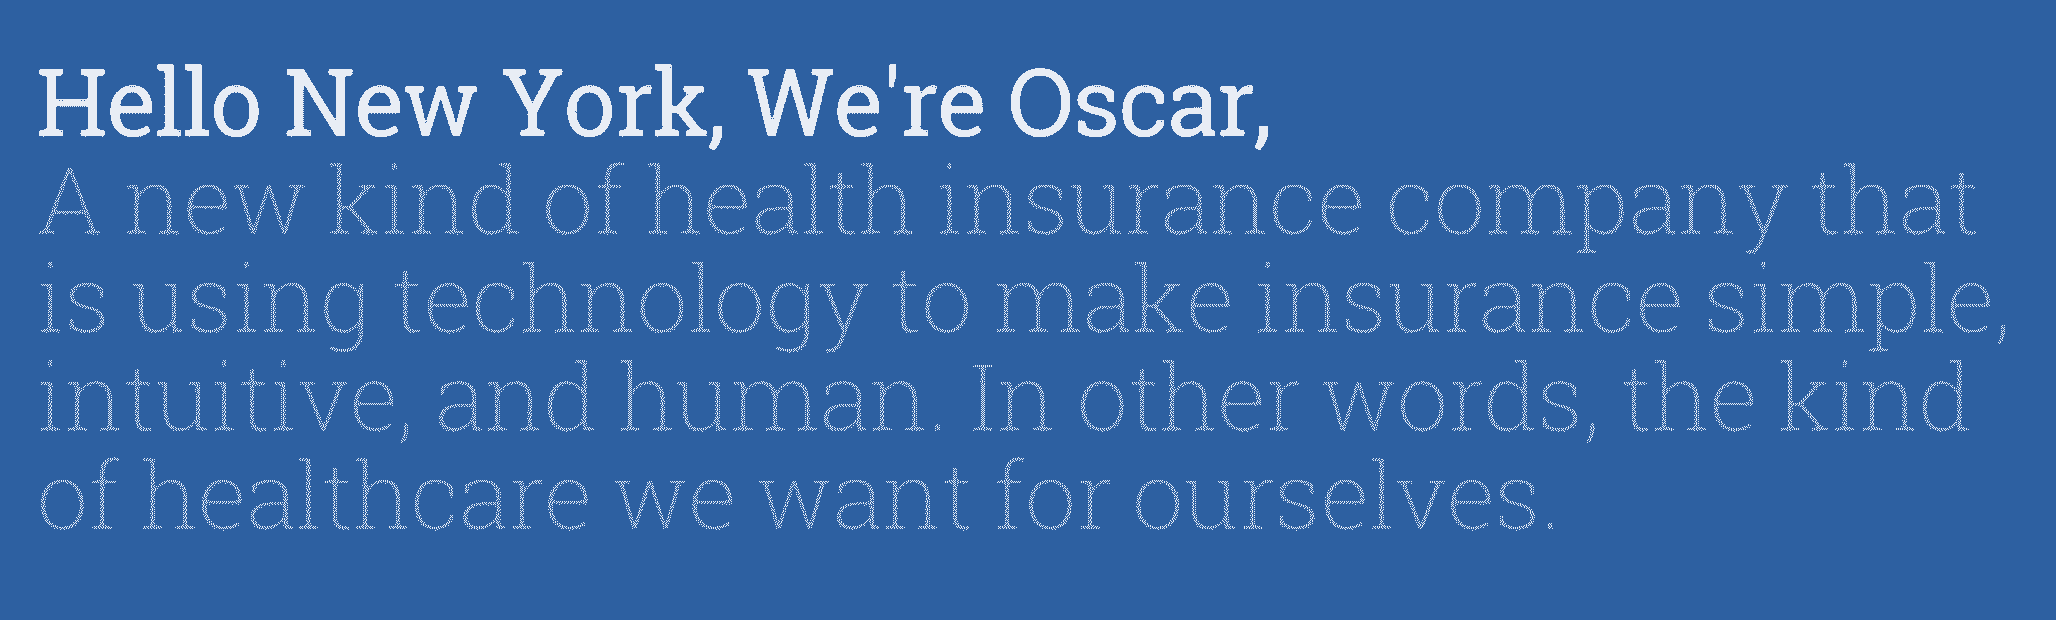 Hello New York, We're Oscar,
A new kind of health insurance company that
is using technology to make insurance simple,
intuitive, and human. In other words, the kind
of healthcare we want for ourselves.